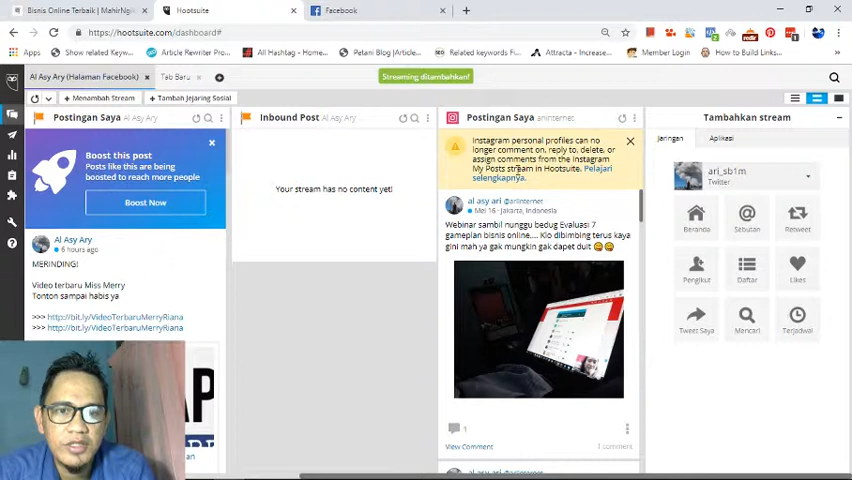 Bisnis Online Terbaik | MahirNgi
Hootsuite
Facebook
https://hootsuite.com/dashboard#
Apps
Show related Keyw...
Article Rewriter Pro...
All Hashtag - Home...
Petani Blog |Article...
Related keywords Fi...
Attracta - Increase...
Member Login
How to Build Links...
Al Asy Ary (Halaman Facebook)
Tab Baru
Streaming ditambahkan!
Menambah Stream
Tambah Jejaring Sosial
Postingan Saya Al Asy Ary
Boost this post
Posts like this are being
boosted to reach more people
Boost Now
Al Asy Ary
6 hours ago
MERINDING!
Video terbaru Miss Merry
Tonton sampai habis ya
>>> http://bit.ly/VideoTerbaruMerryRiana
>>> http://bit.ly/VideoTerbaruMerryRiana
Inbound Post Al Asy Ary
Your stream has no content yet!
Postingan Saya
Instagram personal profiles can no
longer comment on, reply to, delete, or
assign comments from the Instagram
My Posts stream in Hootsuite. Pelajari
selengkapnya.
al asy ari
Mei 16 - Jakarta, Indonesia
Webinar sambil nunggu bedug Evaluasi 7
gameplan bisnis online.... Klo dibimbing terus kaya
gini mah ya gak mungkin gak dapet duit
1
View Comment
1 comment
Tambahkan stream
Jaringan
Aplikasi
ari_sb1m
Twitter
Beranda
Sebutan
Retweet
Pengikut
Daftar
Likes
Tweet Saya
Mencari
Terjadwal